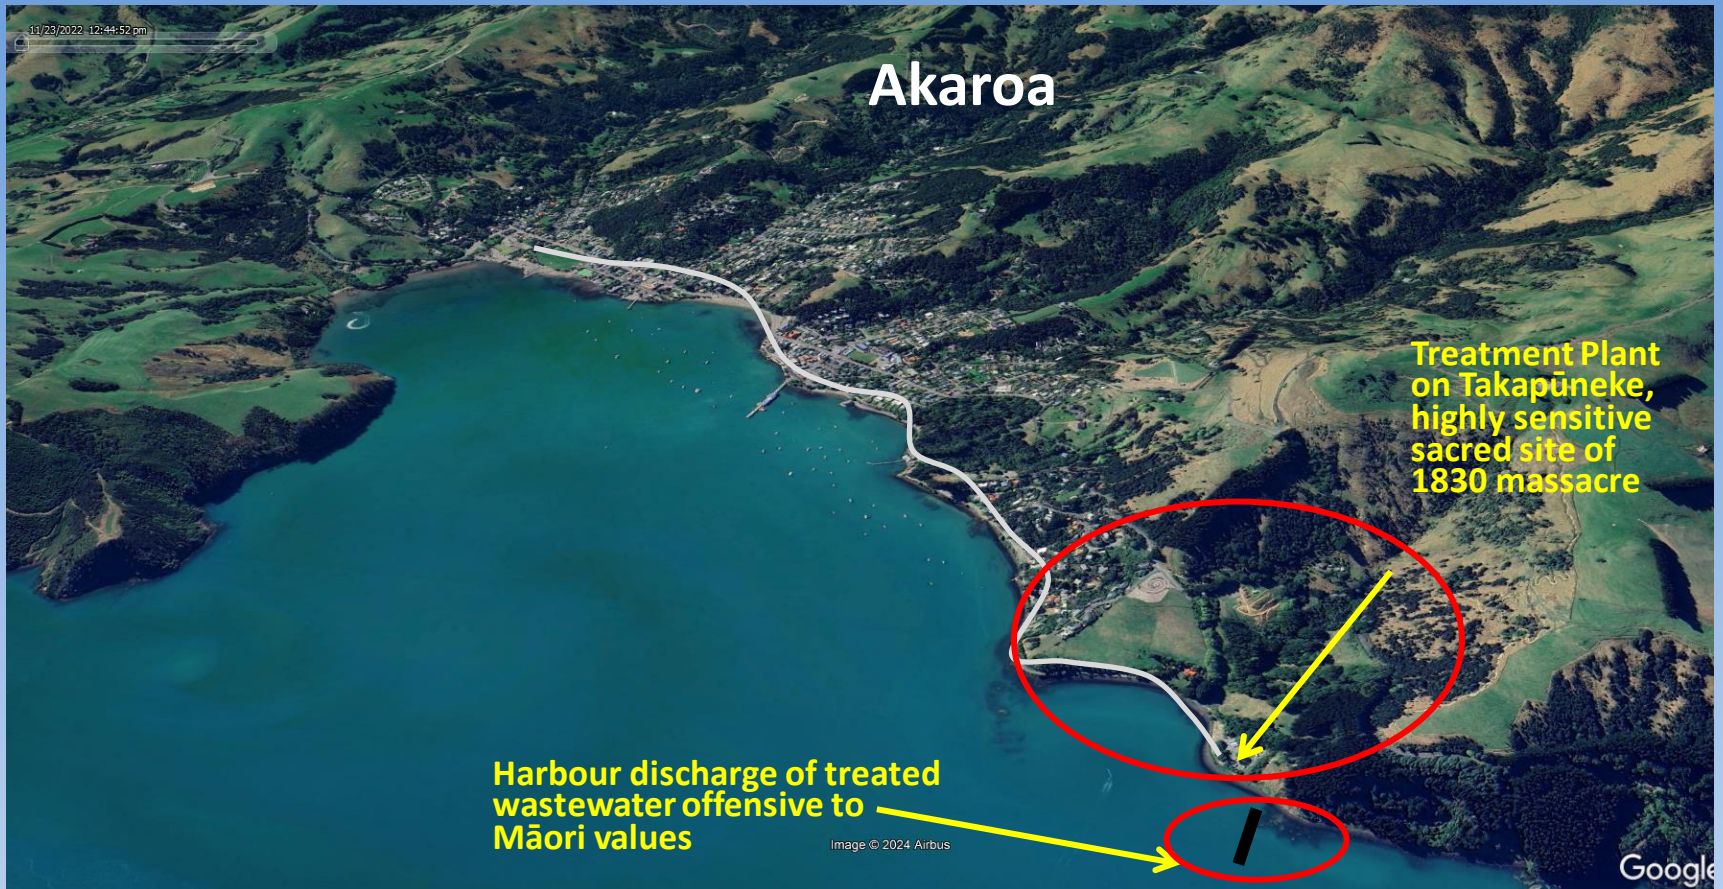 11/23/2022 12:44:52 pm
Akaroa
Treatment Plant
on Takapūneke,
highly sensitive
sacred site of
1830 massacre
Harbour discharge of treated
wastewater offensive to
Māori values
Image © 2024 Airbus
Google